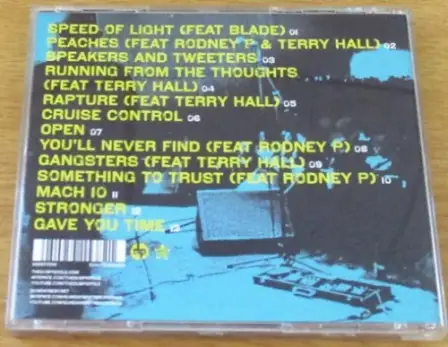 SPEED OF LIGHT (FEAT BLADE) 01
PEACHES (FEAT RODNEY P & TERRY HALL) 02
SPEAKERS AND TWEETERS 03
RUNNING FROM THE THOUGHTS
(FEAT TERRY HALL) 04
RAPTURE (FEAT TERRY HALL) 05
CRUISE CONTROL 06
OPEN 07
YOU'LL NEVER FIND (FEAT RODNEY P) 08
GANGSTERS (FEAT TERRY HALL) 09
SOMETHING TO TRUST (FEAT RODNEY P) 10
MACH 10 11
STRONGER 12
GAVE YOU TIME 13